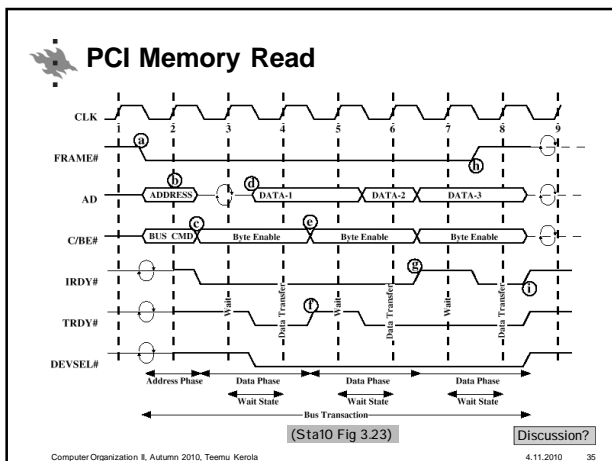 PCI Memory Read
CLK
1 2 3 4 5 6 7 8 9
a
FRAME#
h
b d
AD ADDRESS DATA-1 DATA-2 DATA-3
c e
C/BE# BUS CMD Byte Enable Byte Enable Byte Enable
g
IRDY#
i
Wait Data Transfer Wait Data Transfer Wait Data Transfer
f
TRDY#
DEVSEL#
Address Phase Data Phase Data Phase Data Phase
Wait State Wait State Wait State
Bus Transaction
(Sta10 Fig 3.23)
Discussion?
Computer Organization II, Autumn 2010, Teemu Kerola 4.11.2010 35